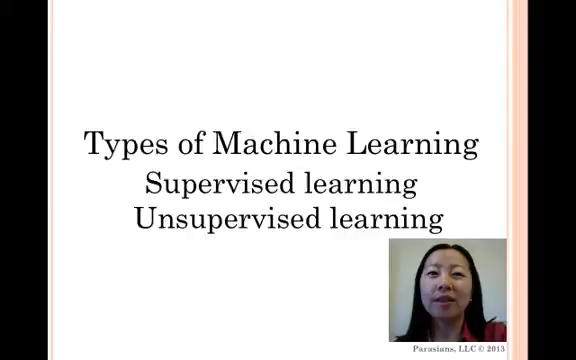 Types of Machine Learning
Supervised learning
Unsupervised learning
Parasians, LLC © 2013